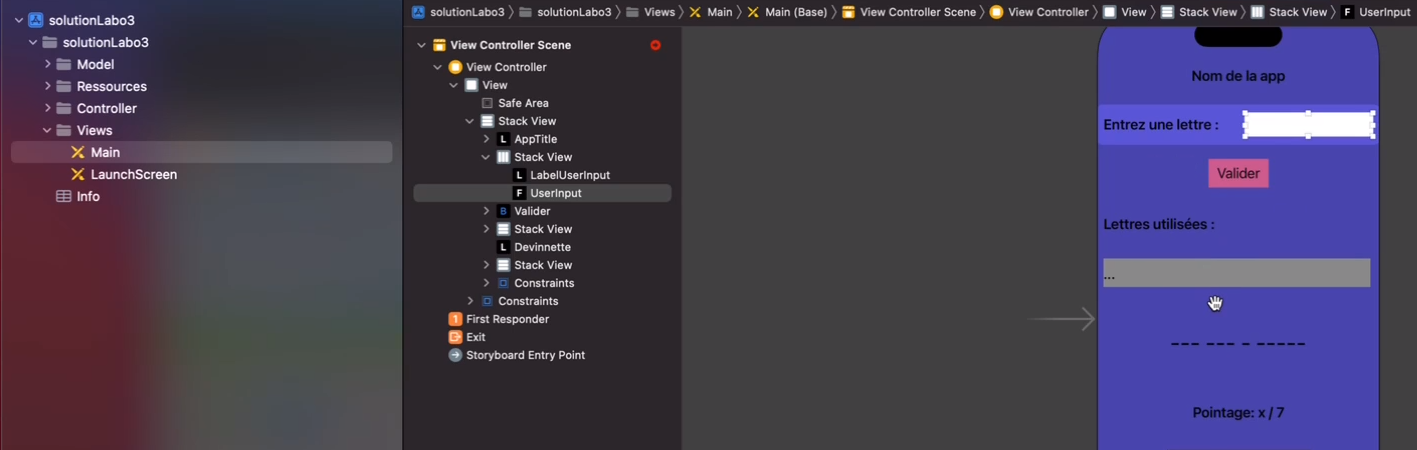 solutionLabo3
solutionLabo3
Model
Ressources
Controller
Views
Main
LaunchScreen
Info
solutionLabo3 solutionLabo3 Views Main Main (Base) View Controller Scene View Controller View Stack View Stack View F UserInput
View Controller Scene
View Controller
View
Safe Area
Stack View
L AppTitle
Stack View
L LabelUserInput
F UserInput
B Valider
Stack View
L Devinnette
Stack View
Constraints
Constraints
1 First Responder
Exit
Storyboard Entry Point
Nom de la app
Entrez une lettre :
Valider
Lettres utilisées :
...
--- --- - -----
Pointage: x / 7